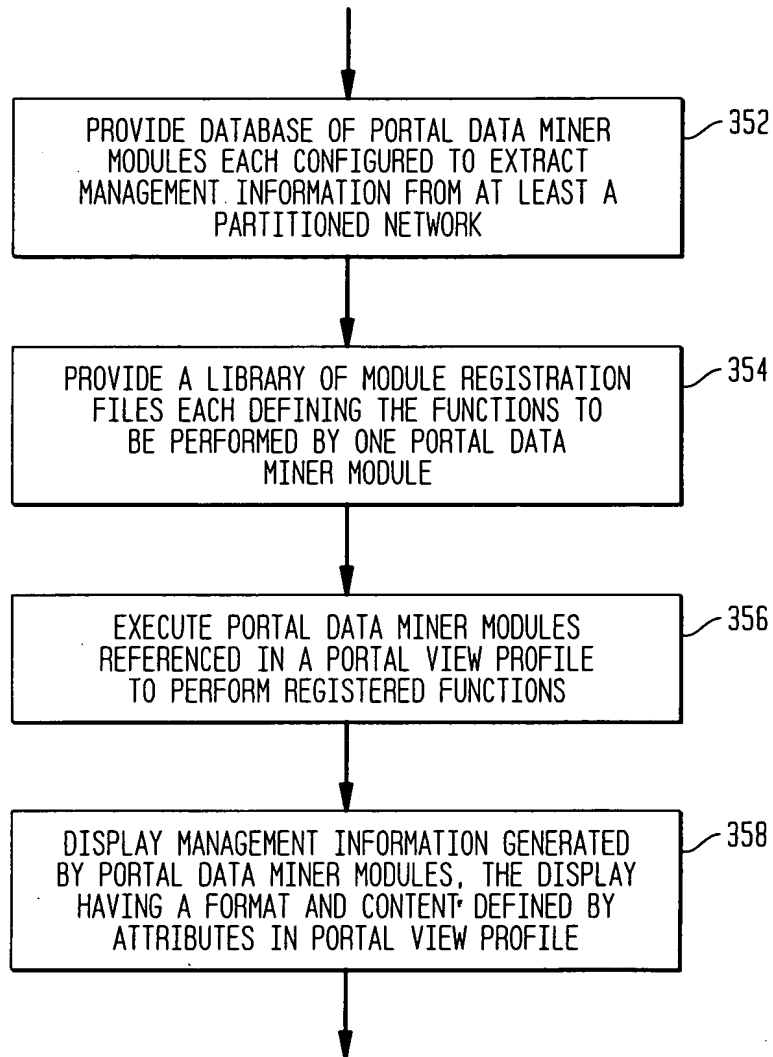 PROVIDE DATABASE OF PORTAL DATA MINER
MODULES EACH CONFIGURED TO EXTRACT
MANAGEMENT INFORMATION FROM AT LEAST A
PARTITIONED NETWORK
352
PROVIDE A LIBRARY OF MODULE REGISTRATION
FILES EACH DEFINING THE FUNCTIONS TO
BE PERFORMED BY ONE PORTAL DATA
MINER MODULE
354
EXECUTE PORTAL DATA MINER MODULES
REFERENCED IN A PORTAL VIEW PROFILE
TO PERFORM REGISTERED FUNCTIONS
356
DISPLAY MANAGEMENT INFORMATION GENERATED
BY PORTAL DATA MINER MODULES, THE DISPLAY
HAVING A FORMAT AND CONTENT DEFINED BY
ATTRIBUTES IN PORTAL VIEW PROFILE
358